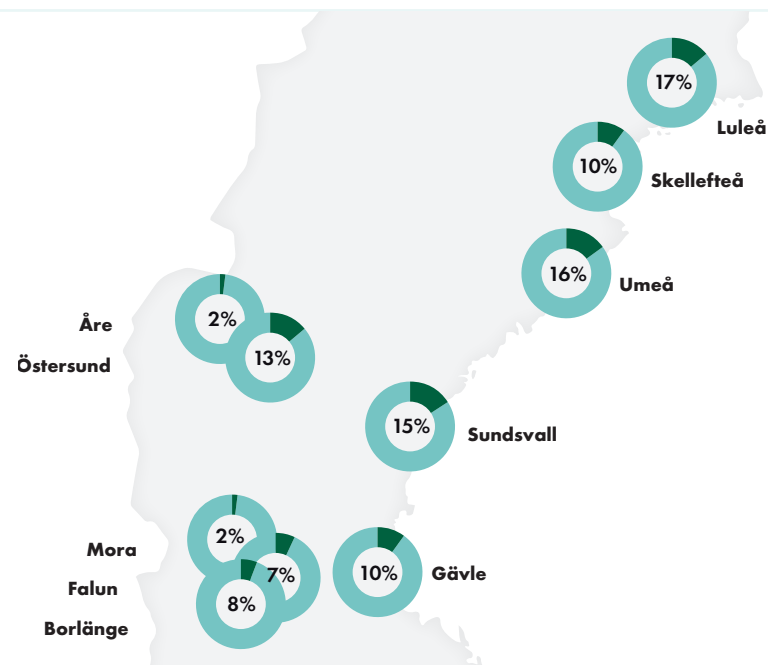 17%
Luleå
10%
Skellefteå
16%
Umeå
2%
Åre
13%
Östersund
15%
Sundsvall
2%
Mora
7%
Falun
10%
Gävle
8%
Borlänge